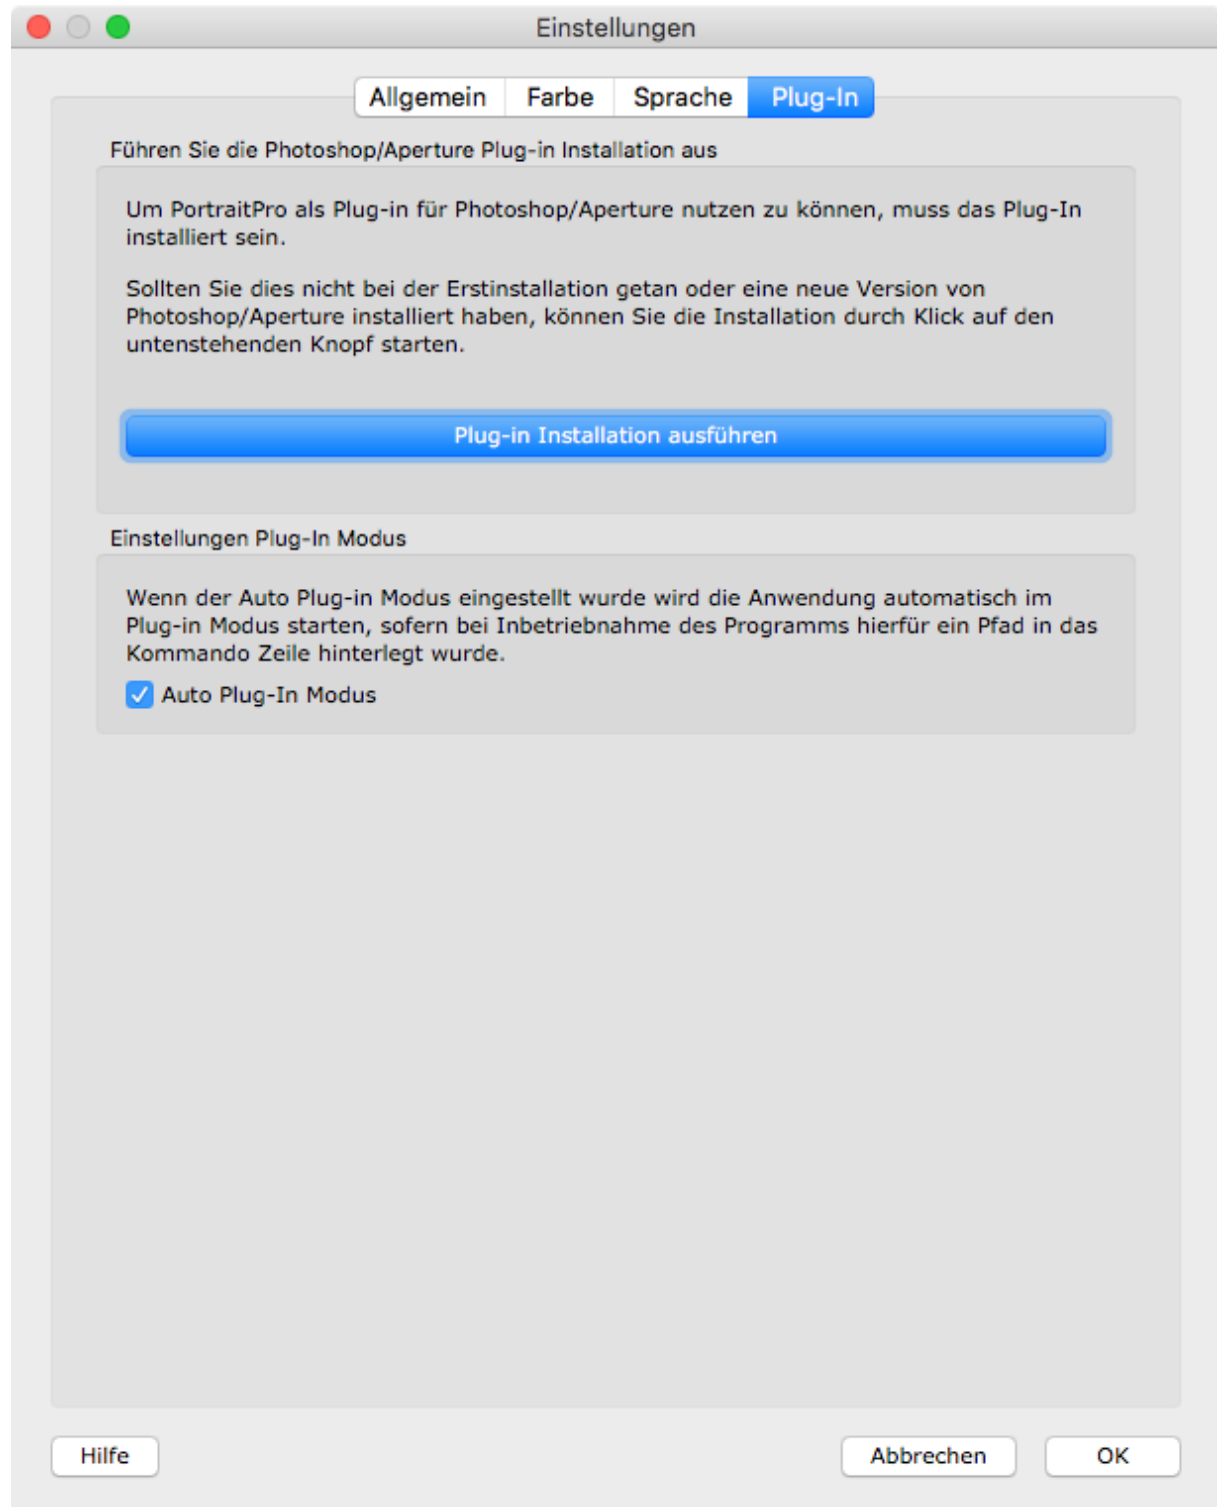 Einstellungen
Allgemein Farbe Sprache Plug-In
Führen Sie die Photoshop/Aperture Plug-in Installation aus
Um PortraitPro als Plug-in für Photoshop/Aperture nutzen zu können, muss das Plug-In
installiert sein.
Sollten Sie dies nicht bei der Erstinstallation getan oder eine neue Version von
Photoshop/Aperture installiert haben, können Sie die Installation durch Klick auf den
untenstehenden Knopf starten.
Plug-in Installation ausführen
Einstellungen Plug-In Modus
Wenn der Auto Plug-in Modus eingestellt wurde wird die Anwendung automatisch im
Plug-in Modus starten, sofern bei Inbetriebnahme des Programms hierfür ein Pfad in das
Kommando Zeile hinterlegt wurde.
Auto Plug-In Modus
Hilfe Abbrechen OK